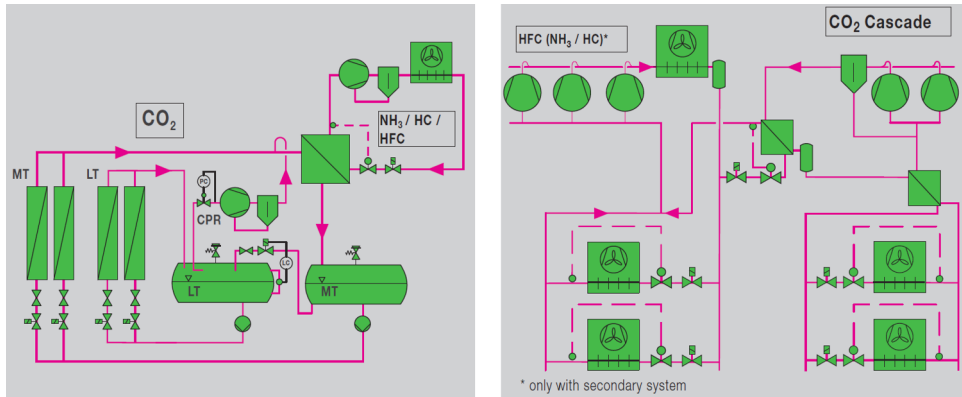 CO₂
NH₃ / HC /
HFC
MT
LT
PC
CPR
LC
LT
MT
HFC (NH₃ / HC)*
CO₂ Cascade
* only with secondary system